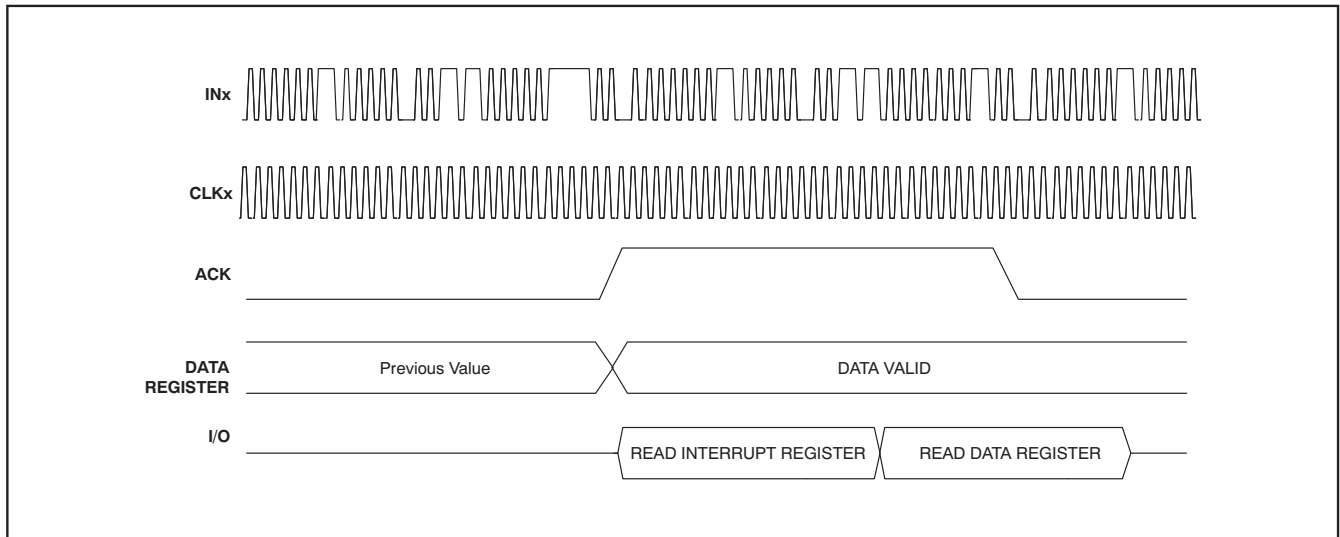 INx
CLKx
ACK
DATA
REGISTER
Previous Value
DATA VALID
I/O
READ INTERRUPT REGISTER
READ DATA REGISTER